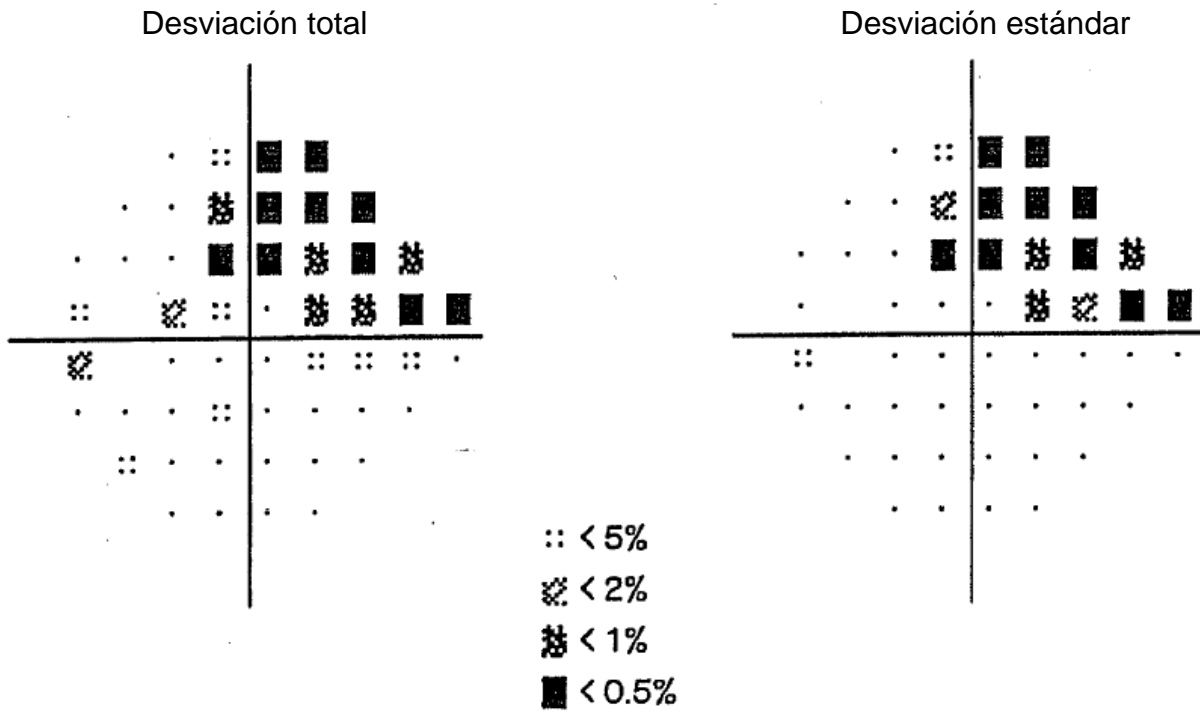 Desviación total
Desviación estándar
< 5%
< 2%
< 1%
< 0.5%